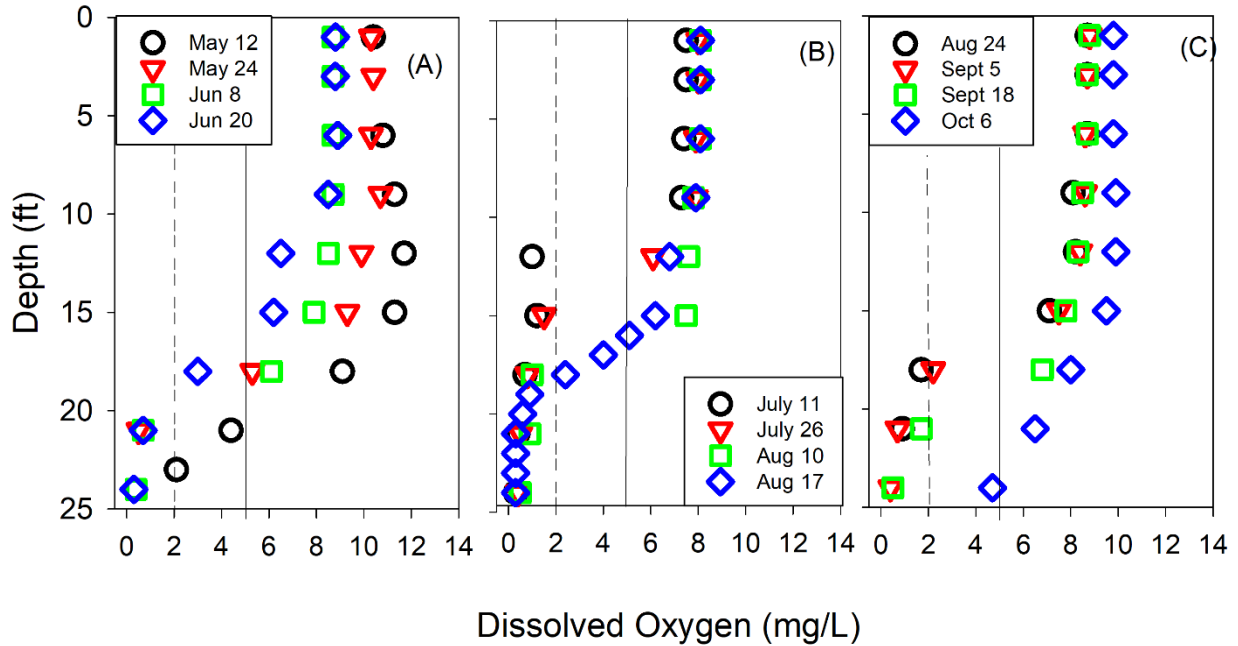 0
5
10
15
20
25
Depth (ft)
May 12
May 24
Jun 8
Jun 20
(A)
0 2 4 6 8 10 12 14
(B)
July 11
July 26
Aug 10
Aug 17
0 2 4 6 8 10 12 14
Aug 24
Sept 5
Sept 18
Oct 6
(C)
0 2 4 6 8 10 12 14
Dissolved Oxygen (mg/L)